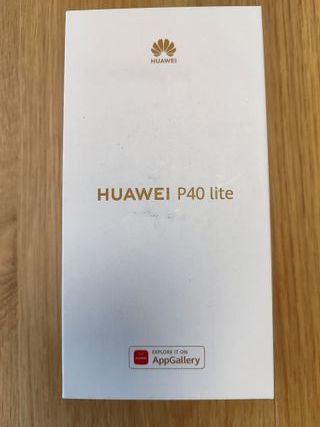 HUAWEI
HUAWEI P40 lite
EXPLORE IT ON
AppGallery